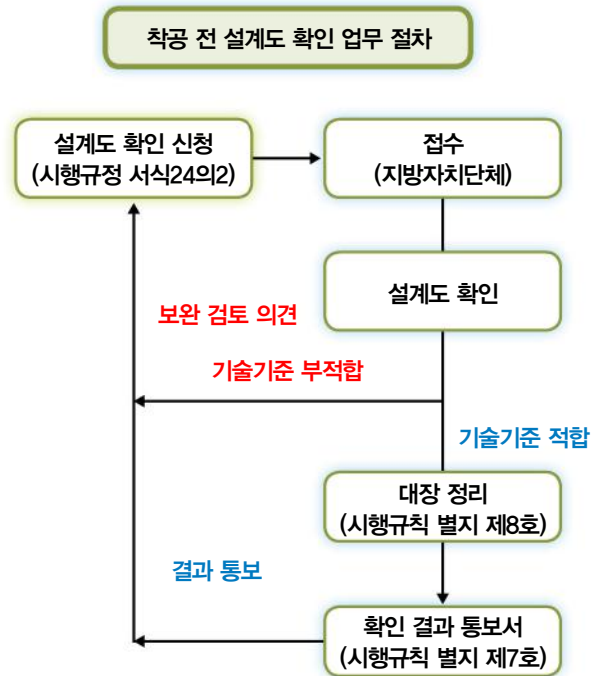 착공 전 설계도 확인 업무 절차
설계도 확인 신청
(시행규정 서식24의2)
접수
(지방자치단체)
설계도 확인
보완 검토 의견
기술기준 부적합
기술기준 적합
대장 정리
(시행규칙 별지 제8호)
결과 통보
확인 결과 통보서
(시행규칙 별지 제7호)